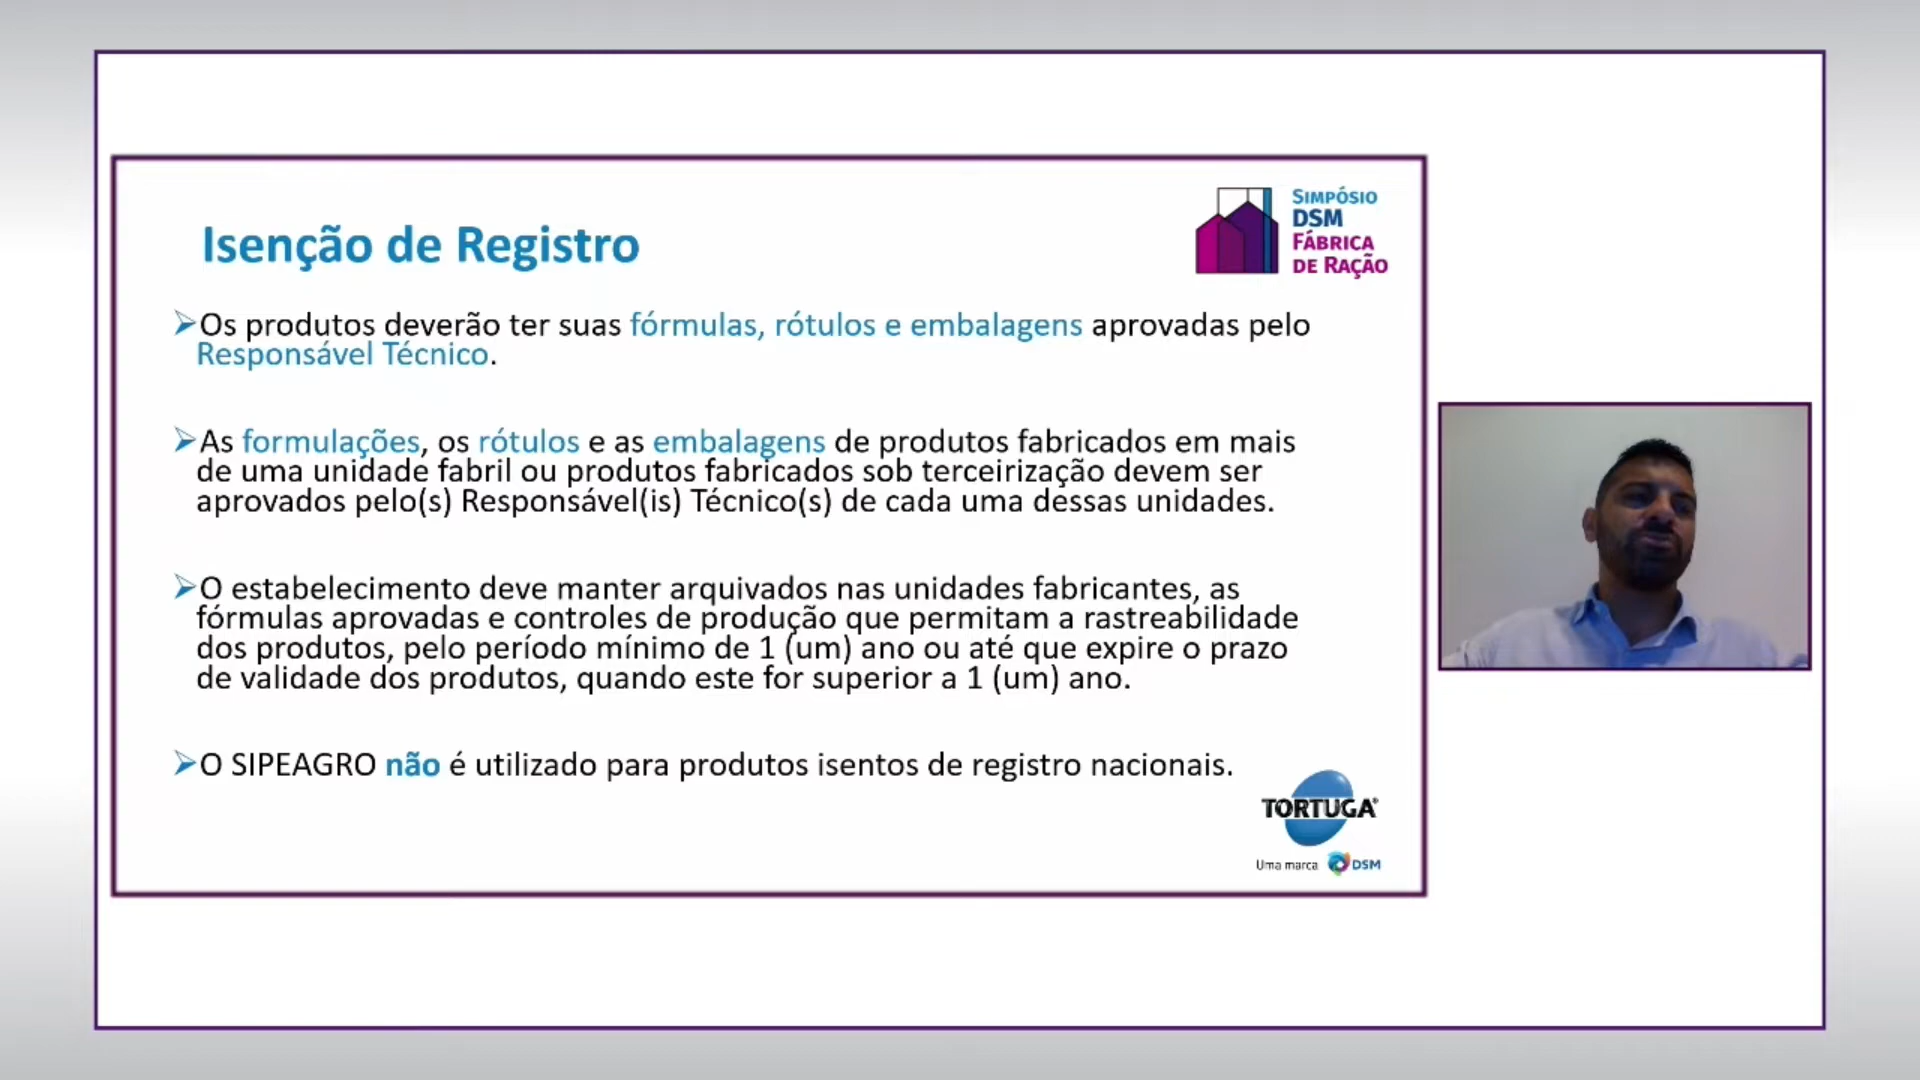 Isenção de Registro
SIMPÓSIO
DSM
FÁBRICA
DE RAÇÃO
➢Os produtos deverão ter suas fórmulas, rótulos e embalagens aprovadas pelo
Responsável Técnico.
➢As formulações, os rótulos e as embalagens de produtos fabricados em mais
de uma unidade fabril ou produtos fabricados sob terceirização devem ser
aprovados pelo(s) Responsável(is) Técnico(s) de cada uma dessas unidades.
➢O estabelecimento deve manter arquivados nas unidades fabricantes, as
fórmulas aprovadas e controles de produção que permitam a rastreabilidade
dos produtos, pelo período mínimo de 1 (um) ano ou até que expire o prazo
de validade dos produtos, quando este for superior a 1 (um) ano.
➢O SIPEAGRO não é utilizado para produtos isentos de registro nacionais.
TORTUGA®
Uma marca DSM